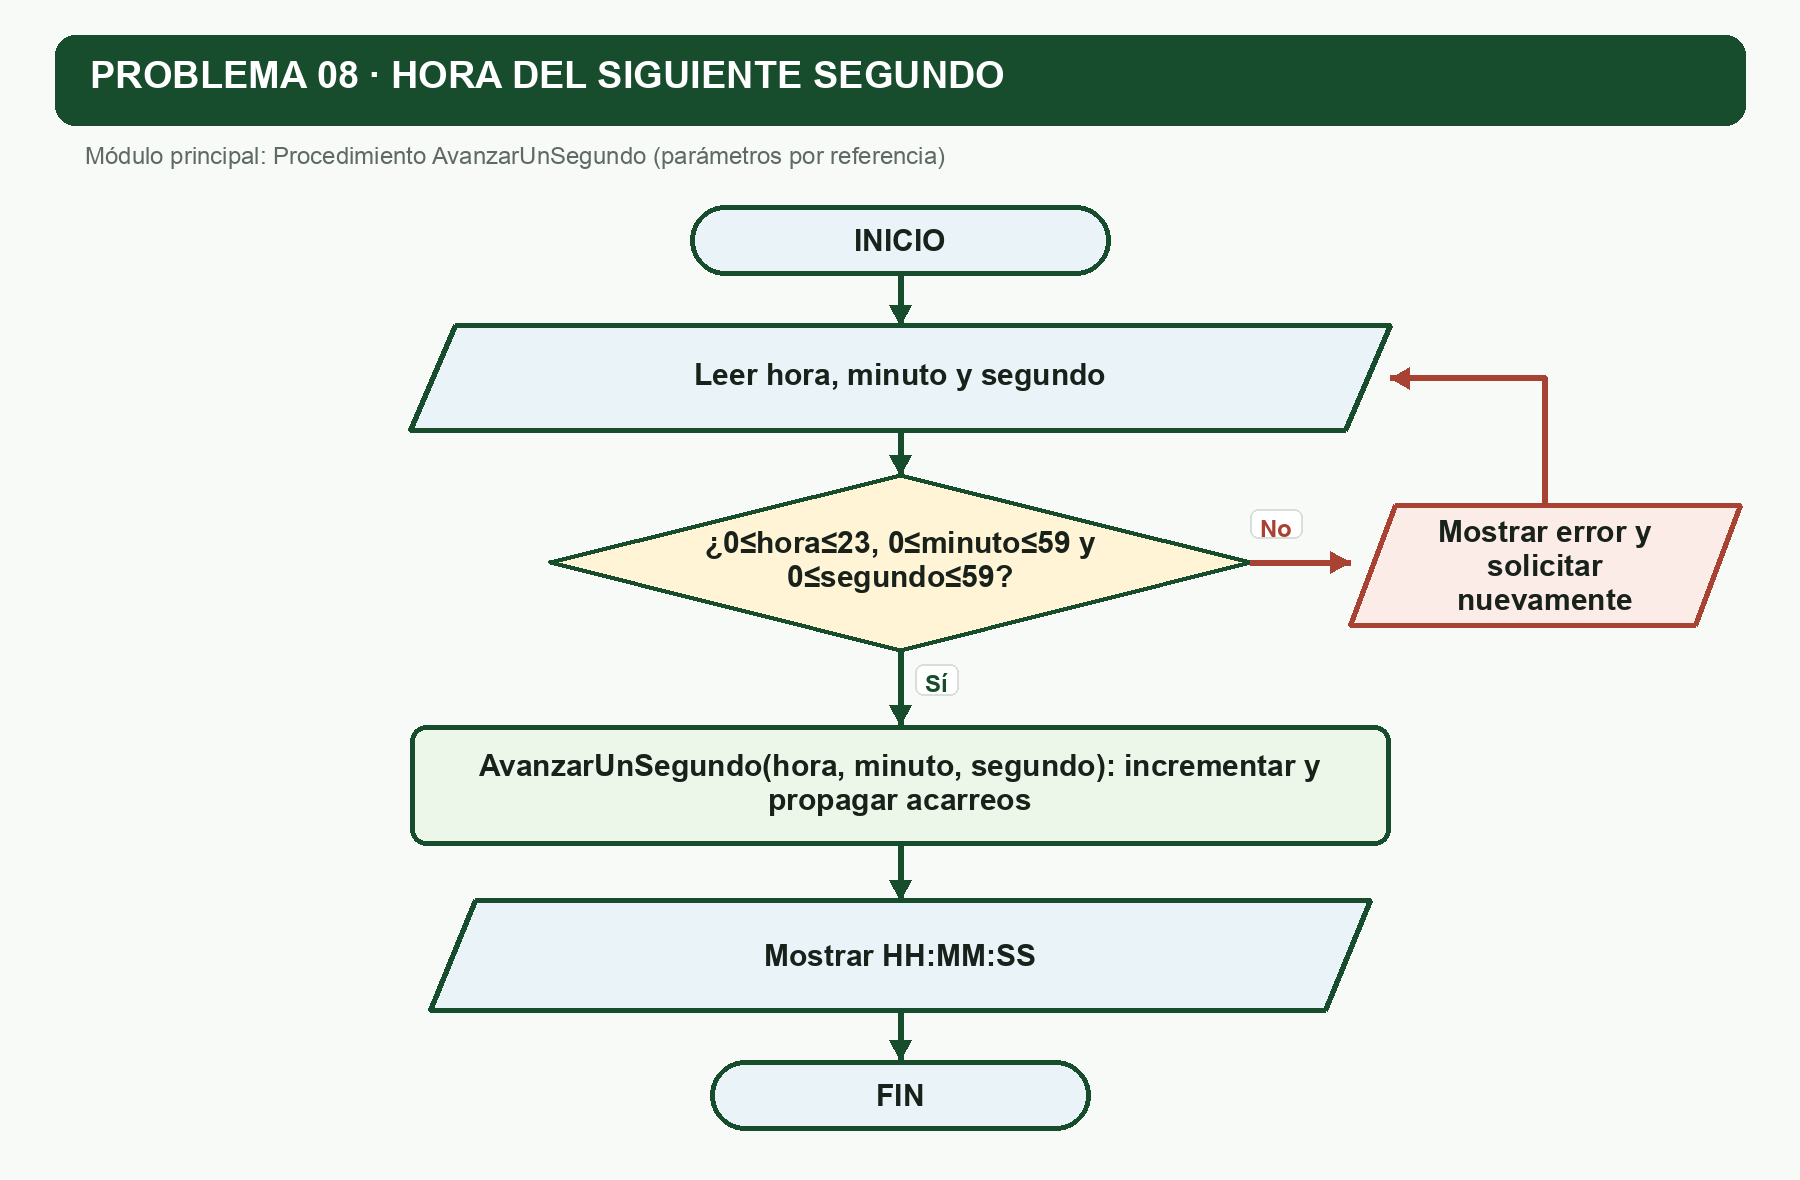 PROBLEMA 08 · HORA DEL SIGUIENTE SEGUNDO
Módulo principal: Procedimiento AvanzarUnSegundo (parámetros por referencia)
INICIO
Leer hora, minuto y segundo
¿0≤hora≤23, 0≤minuto≤59 y
0≤segundo≤59?
No
Mostrar error y
solicitar
nuevamente
Sí
AvanzarUnSegundo(hora, minuto, segundo): incrementar y
propagar acarreos
Mostrar HH:MM:SS
FIN